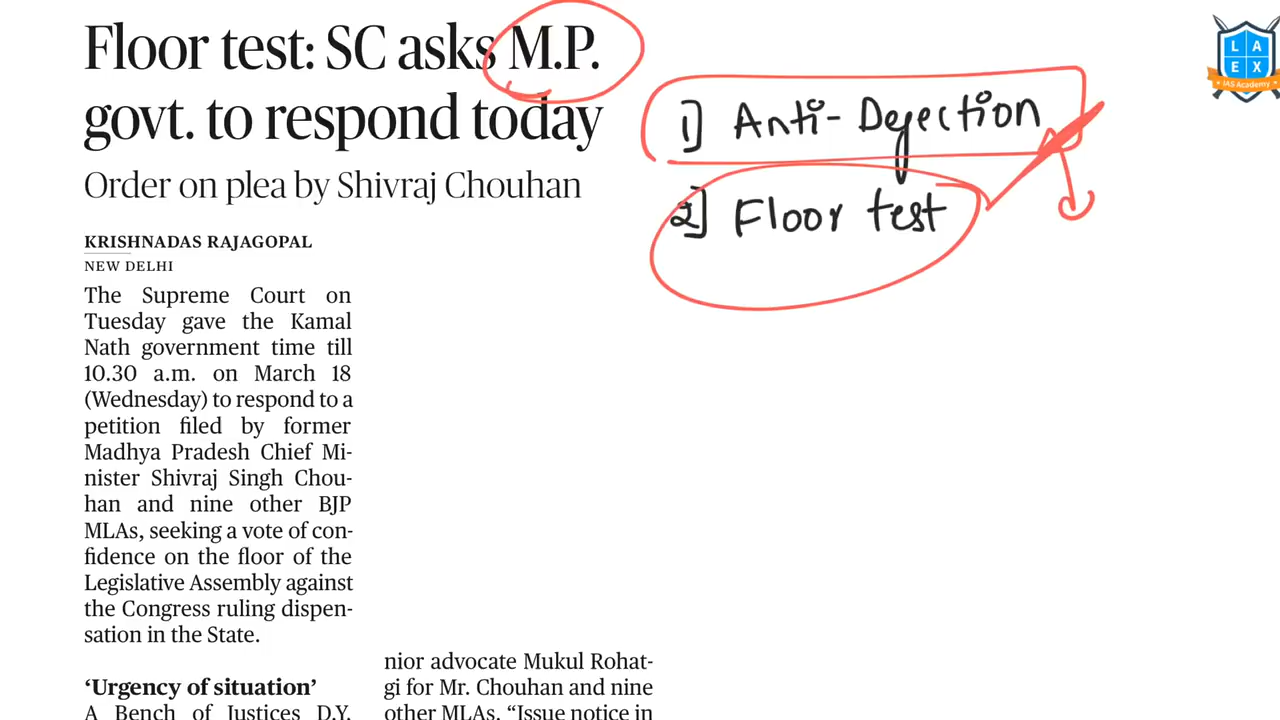 Floor test: SC asks M.P.
govt. to respond today
Order on plea by Shivraj Chouhan
KRISHNADAS RAJAGOPAL
NEW DELHI
The Supreme Court on
Tuesday gave the Kamal
Nath government time till
10.30 a.m. on March 18
(Wednesday) to respond to a
petition filed by former
Madhya Pradesh Chief Mi-
nister Shivraj Singh Chou-
han and nine other BJP
MLAs, seeking a vote of con-
fidence on the floor of the
Legislative Assembly against
the Congress ruling dispen-
sation in the State.
‘Urgency of situation’
A Bench of Justices D.Y.
nior advocate Mukul Rohat-
gi for Mr. Chouhan and nine
other MLAs. “Issue notice in
1] Anti-Defection
2] Floor test
L A
E X
IAS Academy